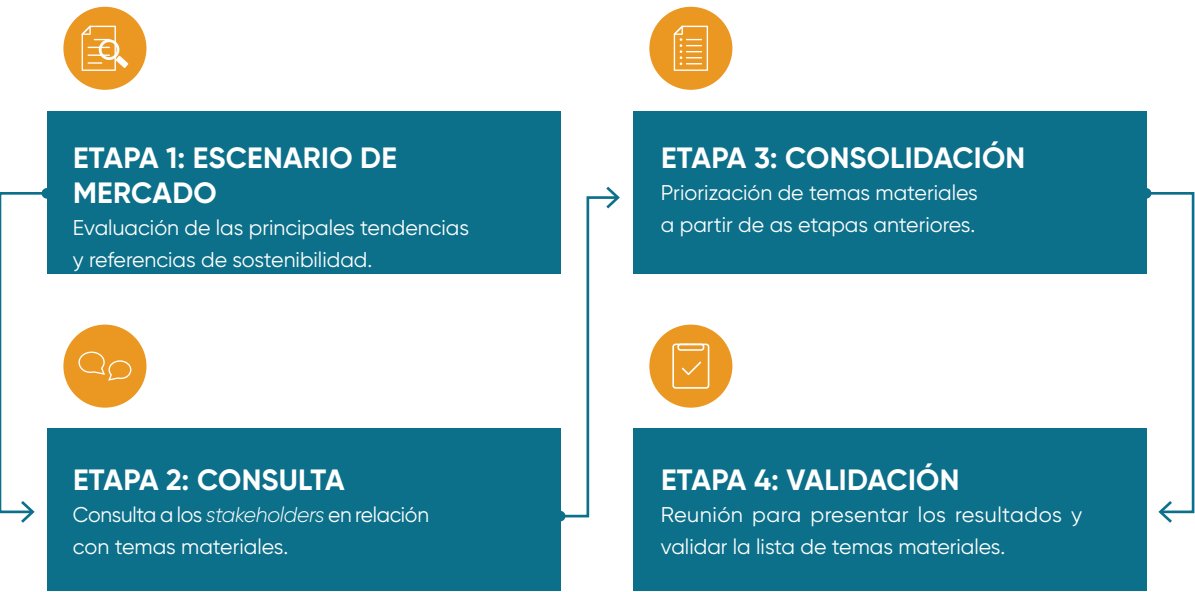 ETAPA 1: ESCENARIO DE
MERCADO
Evaluación de las principales tendencias
y referencias de sostenibilidad.
ETAPA 2: CONSULTA
Consulta a los stakeholders en relación
con temas materiales.
ETAPA 3: CONSOLIDACIÓN
Priorización de temas materiales
a partir de as etapas anteriores.
ETAPA 4: VALIDACIÓN
Reunión para presentar los resultados y
validar la lista de temas materiales.